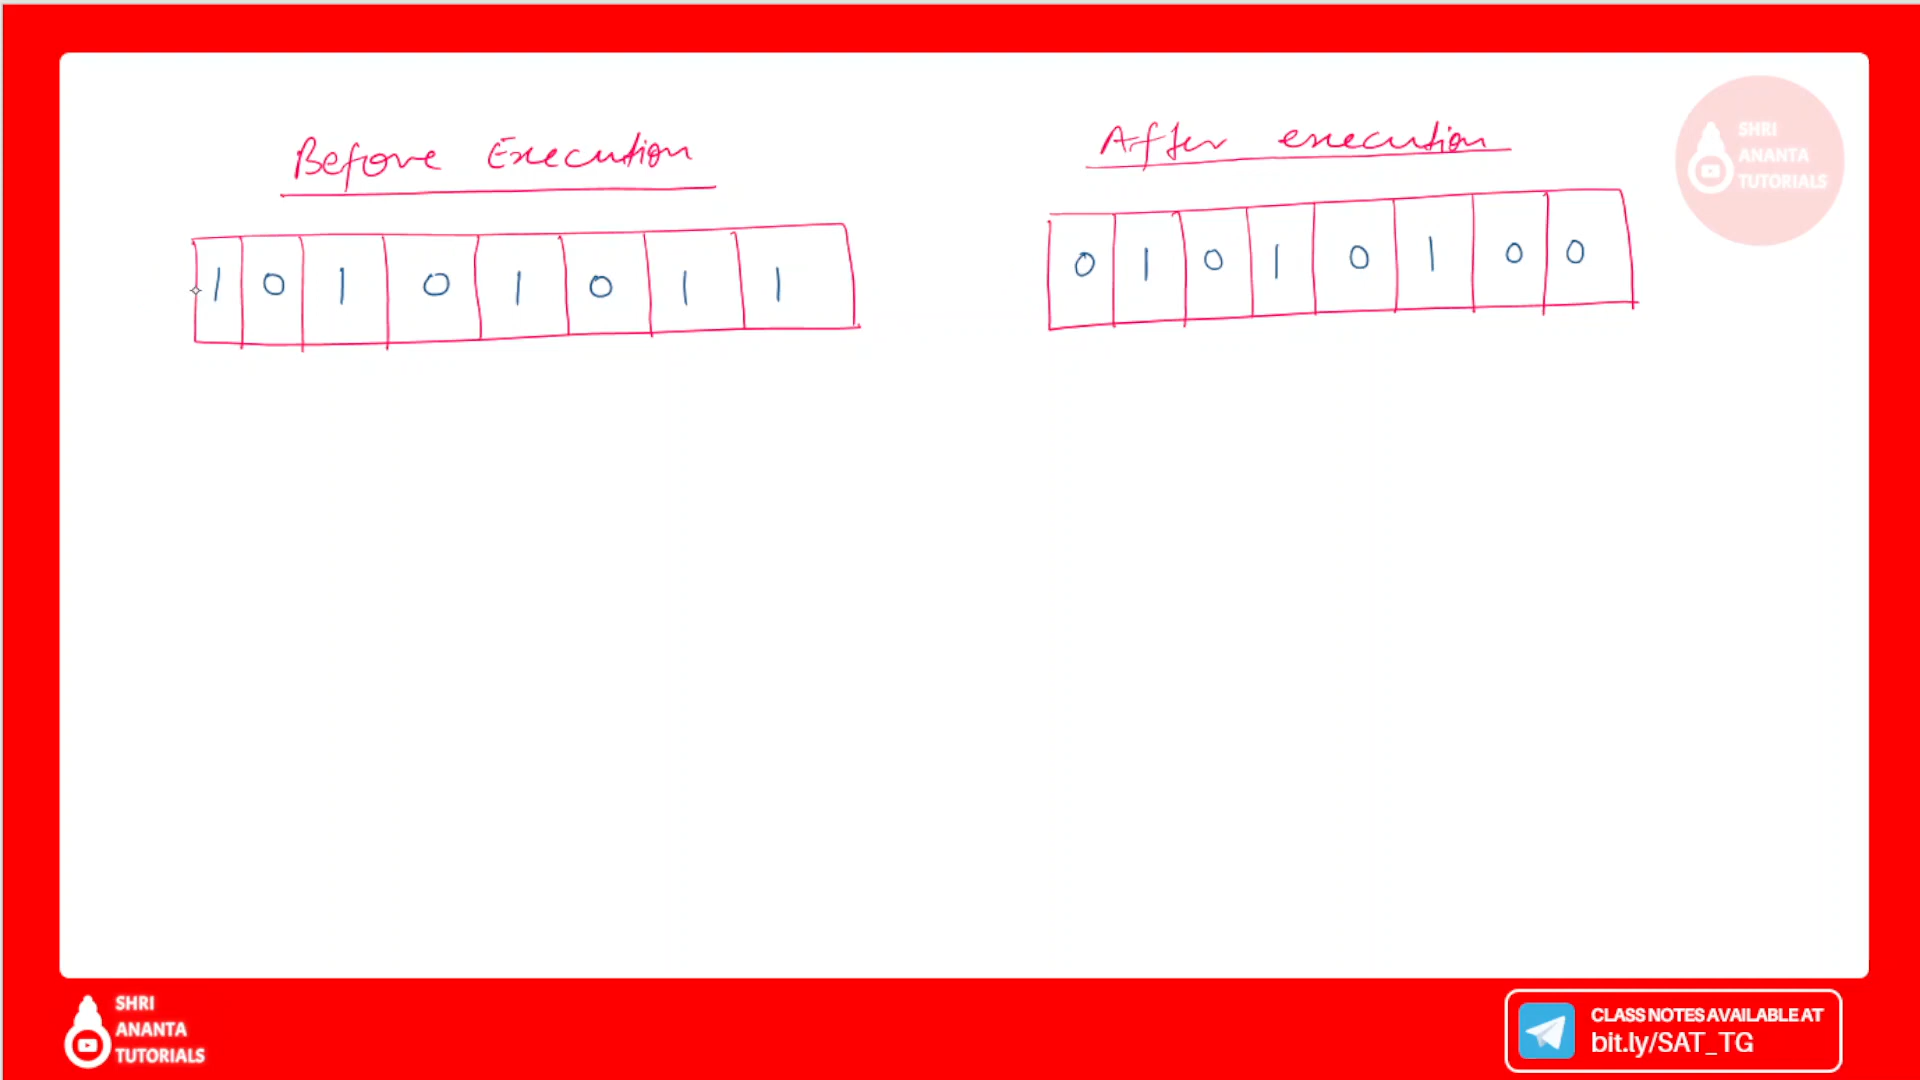 Before Execution
After execution
1 0 1 0 1 0 1 1
0 1 0 1 0 1 0 0
SHRI
ANANTA
TUTORIALS
SHRI
ANANTA
TUTORIALS
CLASS NOTES AVAILABLE AT
bit.ly/SAT_TG